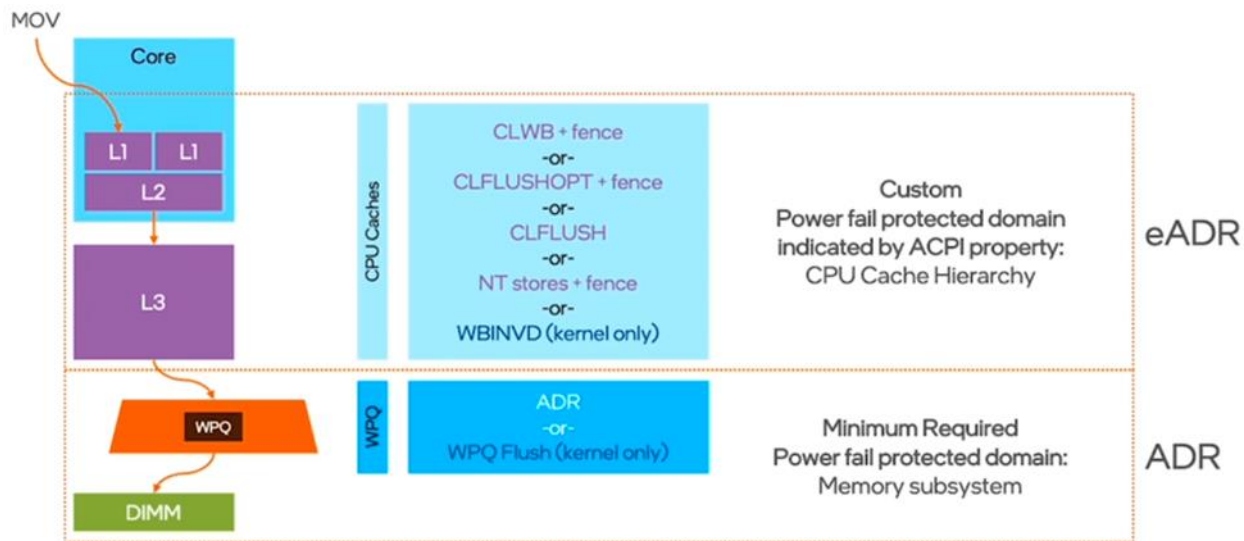 MOV
Core
L1
L1
L2
L3
WPQ
DIMM
CPU Caches
CLWB + fence
-or-
CLFLUSHOPT + fence
-or-
CLFLUSH
-or-
NT stores + fence
-or-
WBINVD (kernel only)
Custom
Power fail protected domain
indicated by ACPI property:
CPU Cache Hierarchy
eADR
WPQ
ADR
-or-
WPQ Flush (kernel only)
Minimum Required
Power fail protected domain:
Memory subsystem
ADR